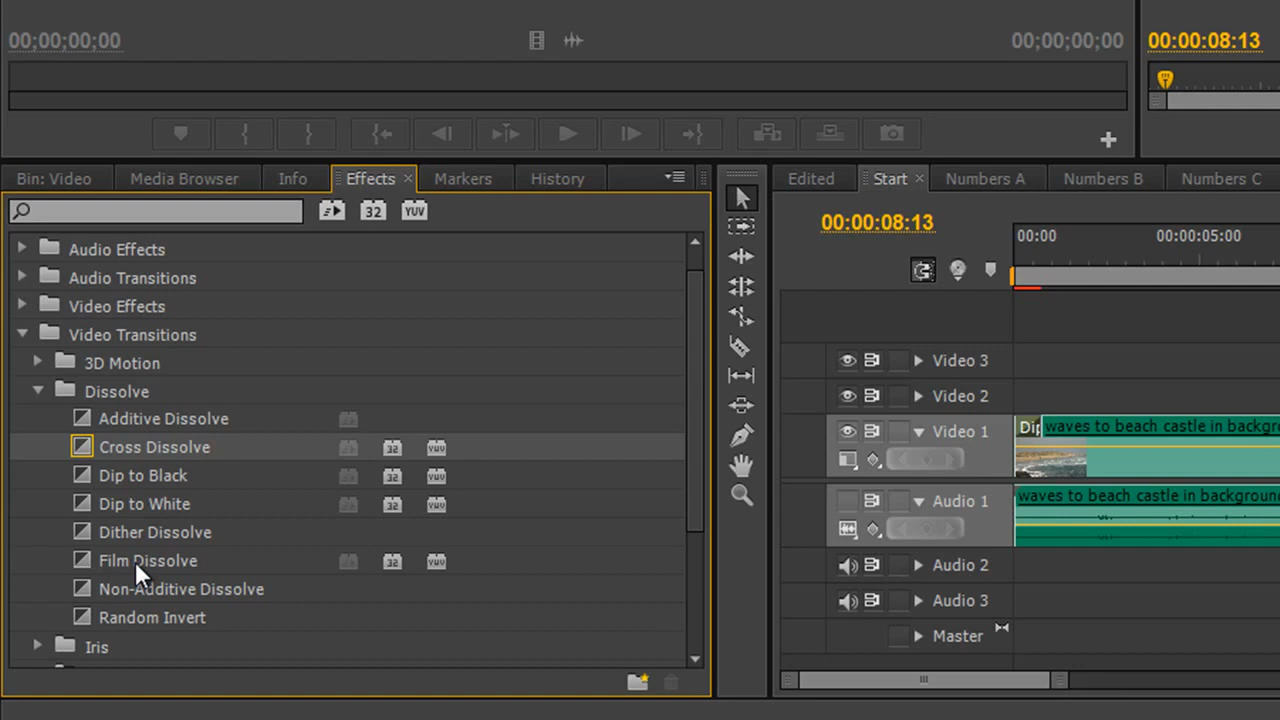 00;00;00;00
00;00;00;00
00:00:08:13
Bin: Video
Media Browser
Info
Effects ×
Markers
History
32
YUV
Audio Effects
Audio Transitions
Video Effects
Video Transitions
3D Motion
Dissolve
Additive Dissolve
Cross Dissolve
32
YUV
Dip to Black
32
YUV
Dip to White
32
YUV
Dither Dissolve
Film Dissolve
32
YUV
Non-Additive Dissolve
Random Invert
Iris
Edited
Start ×
Numbers A
Numbers B
Numbers C
00:00:08:13
00:00
00:00:05:00
Video 3
Video 2
Video 1
Dip
waves to beach castle in backgr
Audio 1
waves to beach castle in background
Audio 2
Audio 3
Master